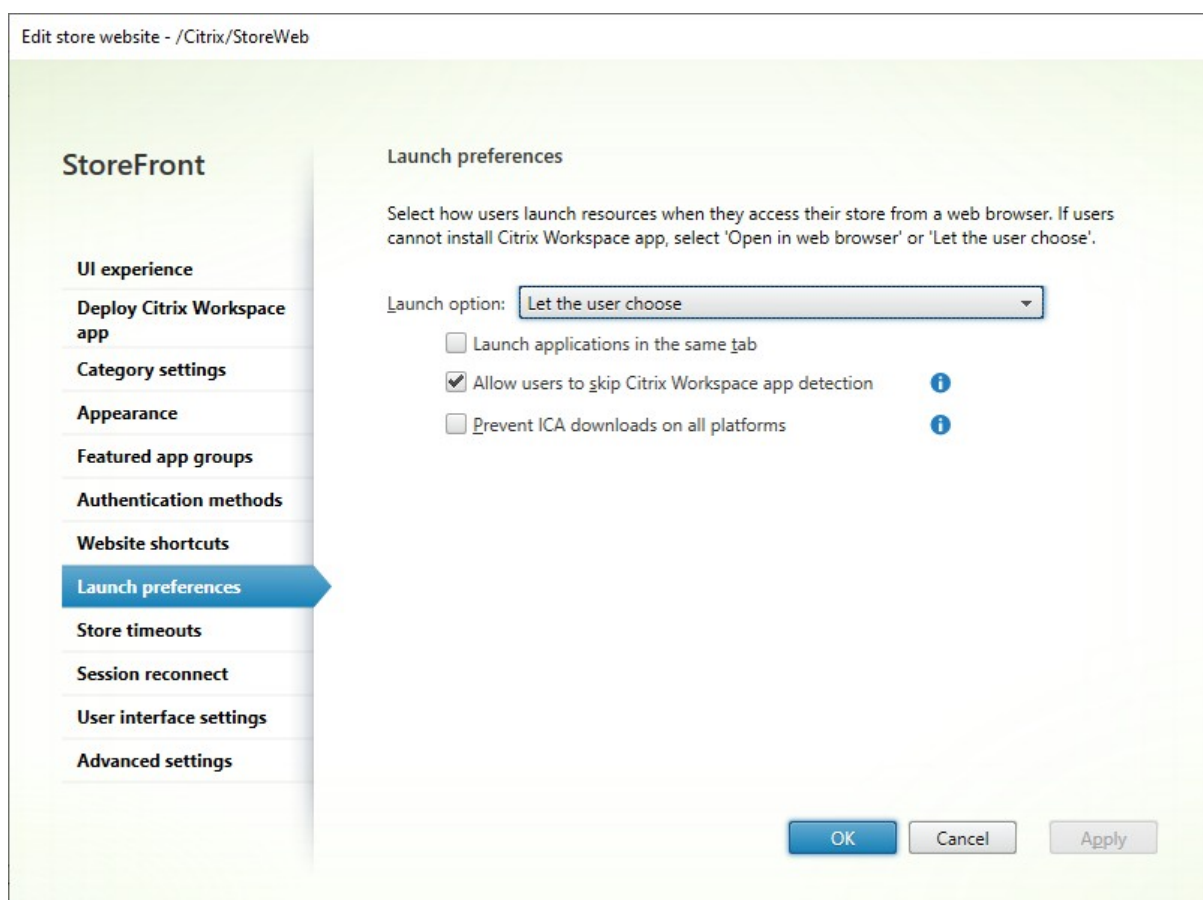 Edit store website - /Citrix/StoreWeb
StoreFront
UI experience
Deploy Citrix Workspace
app
Category settings
Appearance
Featured app groups
Authentication methods
Website shortcuts
Launch preferences
Store timeouts
Session reconnect
User interface settings
Advanced settings
Launch preferences
Select how users launch resources when they access their store from a web browser. If users
cannot install Citrix Workspace app, select 'Open in web browser' or 'Let the user choose'.
Launch option: Let the user choose
Launch applications in the same tab
Allow users to skip Citrix Workspace app detection
Prevent ICA downloads on all platforms
OK Cancel Apply